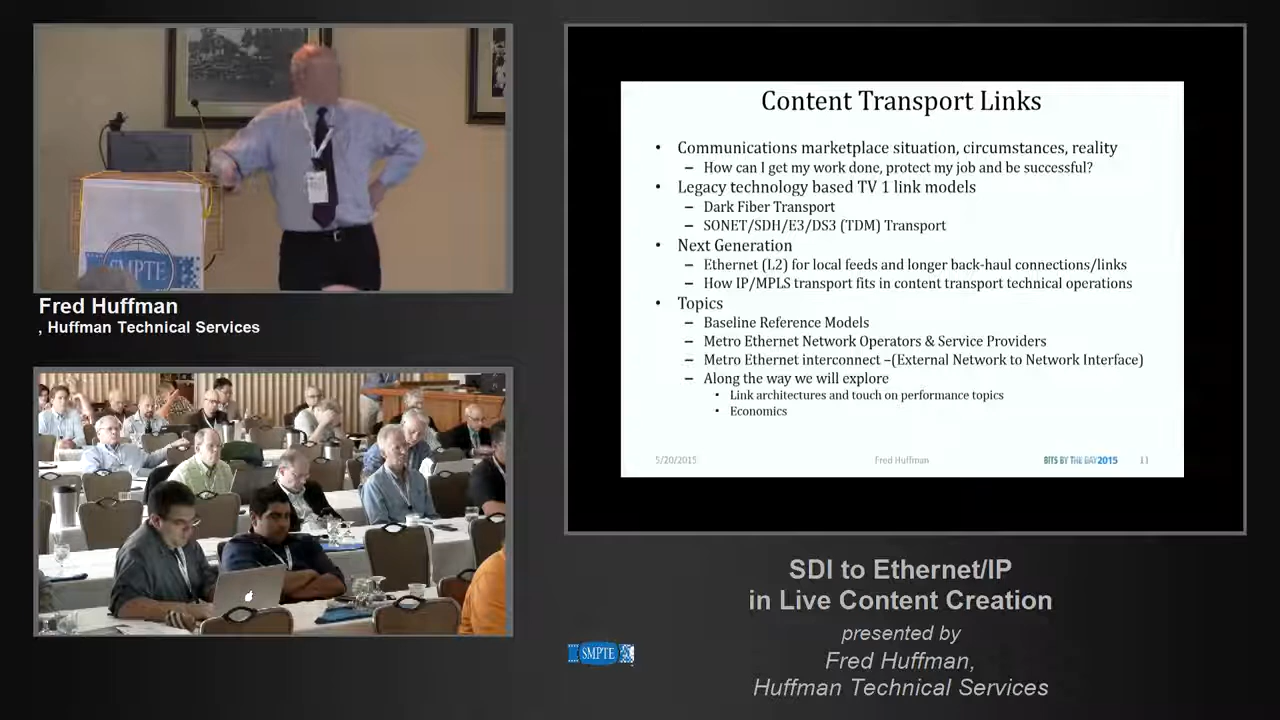 SMPTE
Fred Huffman
, Huffman Technical Services
Content Transport Links
• Communications marketplace situation, circumstances, reality
– How can I get my work done, protect my job and be successful?
• Legacy technology based TV 1 link models
– Dark Fiber Transport
– SONET/SDH/E3/DS3 (TDM) Transport
• Next Generation
– Ethernet (L2) for local feeds and longer back-haul connections/links
– How IP/MPLS transport fits in content transport technical operations
• Topics
– Baseline Reference Models
– Metro Ethernet Network Operators & Service Providers
– Metro Ethernet interconnect –(External Network to Network Interface)
– Along the way we will explore
• Link architectures and touch on performance topics
• Economics
5/20/2015 Fred Huffman BITS BY THE BAY2015 11
SDI to Ethernet/IP
in Live Content Creation
presented by
Fred Huffman,
Huffman Technical Services
SMPTE